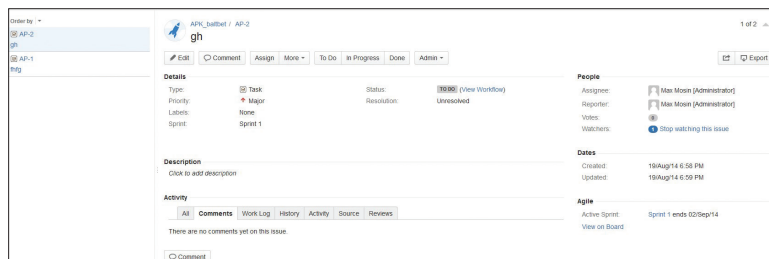 Order by
AP-2
gh
AP-1
fhfg
APK_baltbet / AP-2
gh
1 of 2
Edit Comment Assign More To Do In Progress Done Admin Export
Details
Type: Task Status: TO DO (View Workflow)
Priority: Major Resolution: Unresolved
Labels: None
Sprint: Sprint 1
Description
Click to add description
Activity
All Comments Work Log History Activity Source Reviews
There are no comments yet on this issue.
Comment
People
Assignee: Max Mosin [Administrator]
Reporter: Max Mosin [Administrator]
Votes: 0
Watchers: 1 Stop watching this issue
Dates
Created: 19/Aug/14 6:58 PM
Updated: 19/Aug/14 6:59 PM
Agile
Active Sprint: Sprint 1 ends 02/Sep/14
View on Board